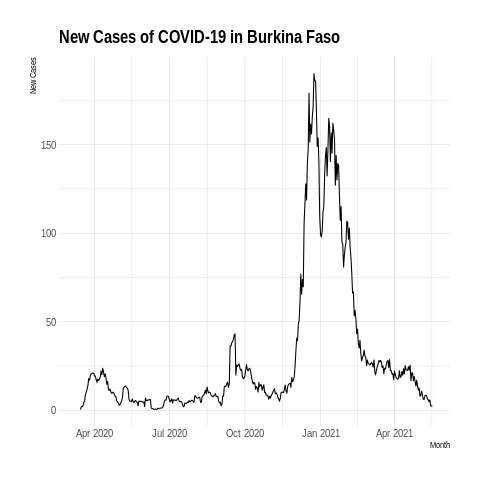 New Cases of COVID-19 in Burkina Faso
New Cases
150
100
50
0
Apr 2020 Jul 2020 Oct 2020 Jan 2021 Apr 2021
Month